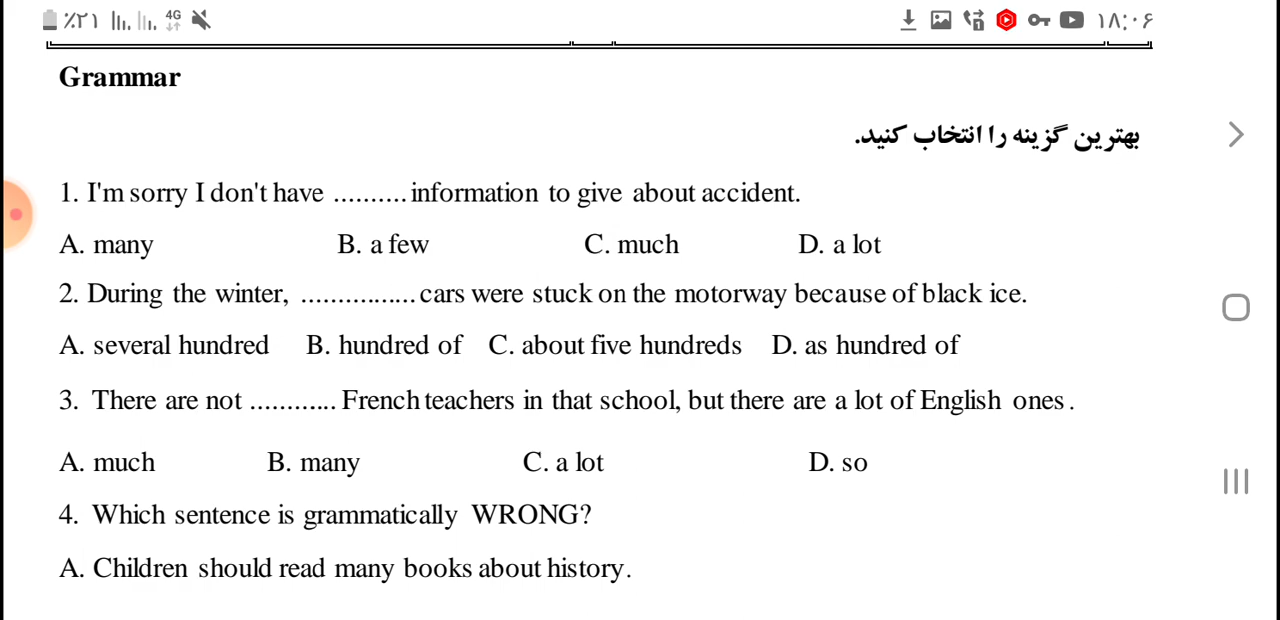 ٪۲۱ 4G ۱۸:۰۶
Grammar
بهترین گزینه را انتخاب کنید.
1. I'm sorry I don't have .......... information to give about accident.
A. many B. a few C. much D. a lot
2. During the winter, ................ cars were stuck on the motorway because of black ice.
A. several hundred B. hundred of C. about five hundreds D. as hundred of
3. There are not ............ French teachers in that school, but there are a lot of English ones.
A. much B. many C. a lot D. so
4. Which sentence is grammatically WRONG?
A. Children should read many books about history.